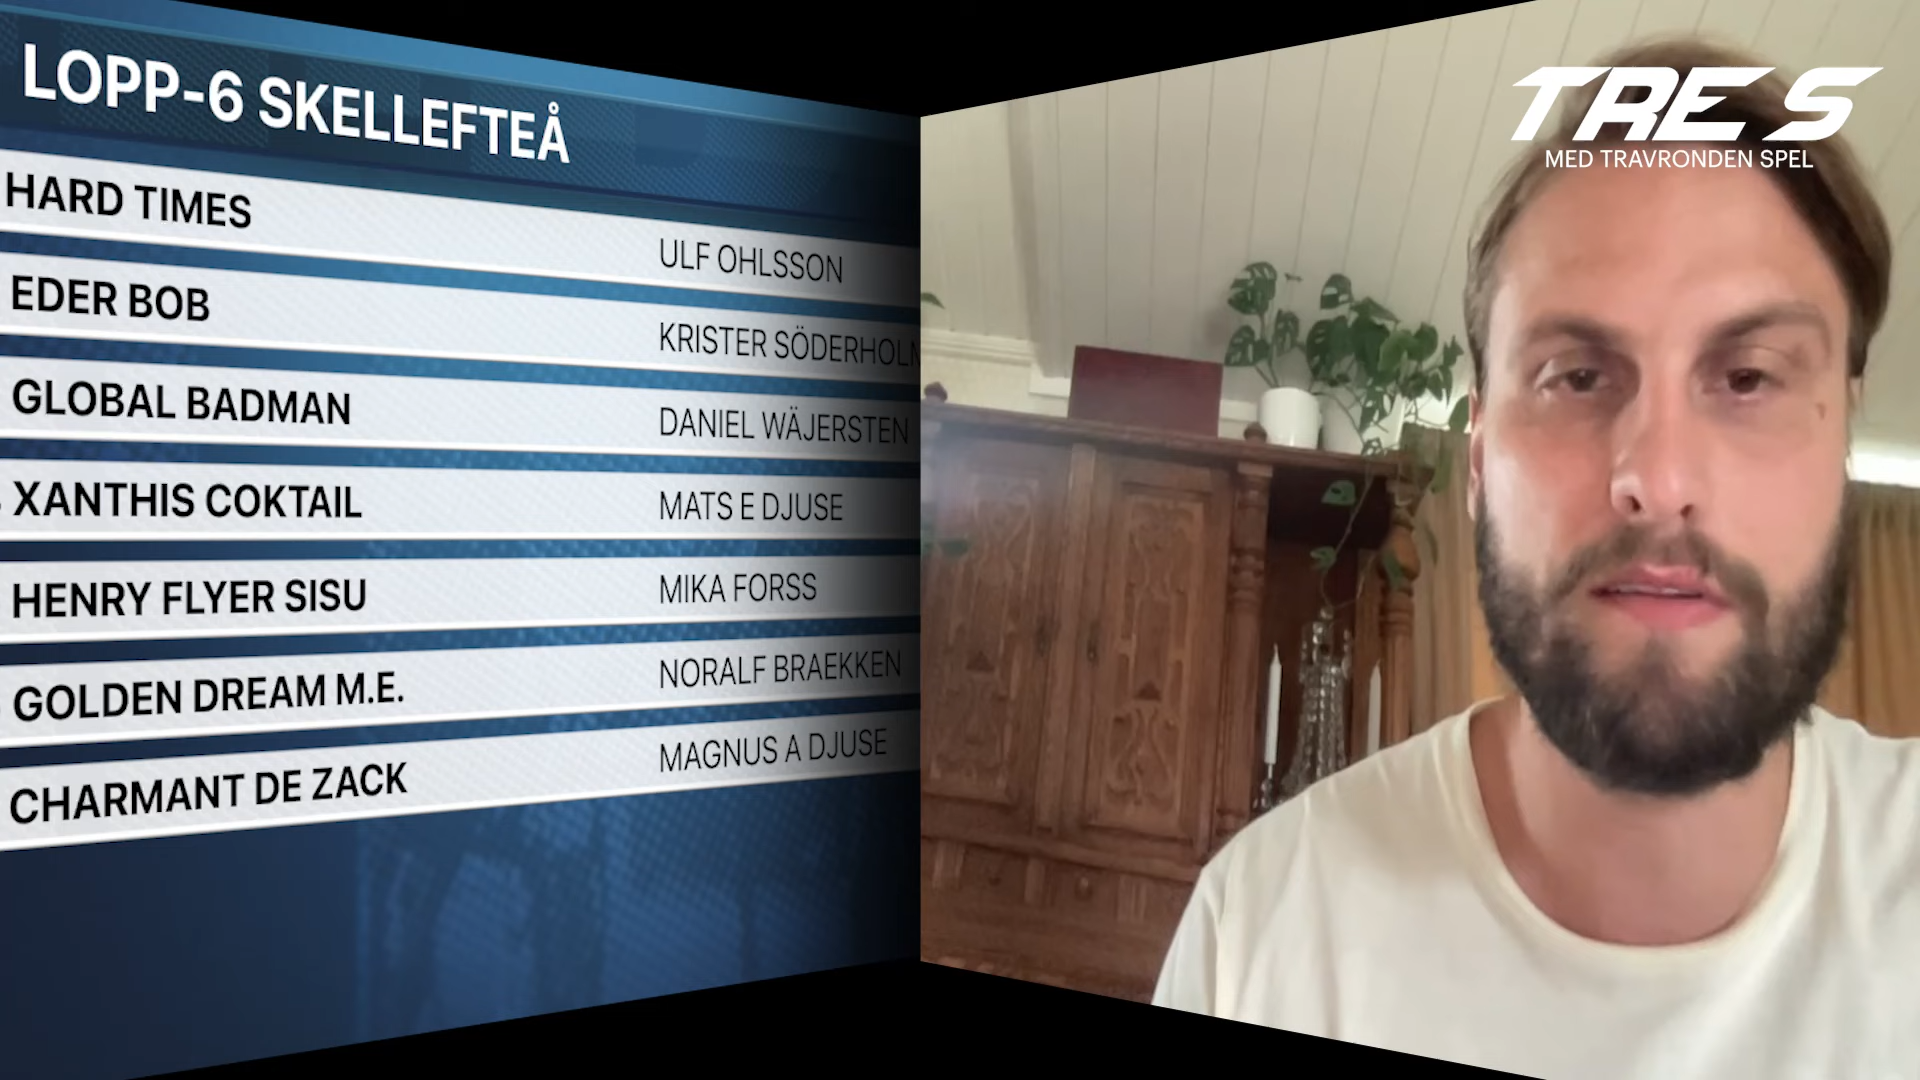 LOPP-6 SKELLEFTEÅ
HARD TIMES ULF OHLSSON
EDER BOB KRISTER SÖDERHOLM
GLOBAL BADMAN DANIEL WÄJERSTEN
XANTHIS COKTAIL MATS E DJUSE
HENRY FLYER SISU MIKA FORSS
GOLDEN DREAM M.E. NORALF BRAEKKEN
CHARMANT DE ZACK MAGNUS A DJUSE
TRE S
MED TRAVRONDEN SPEL